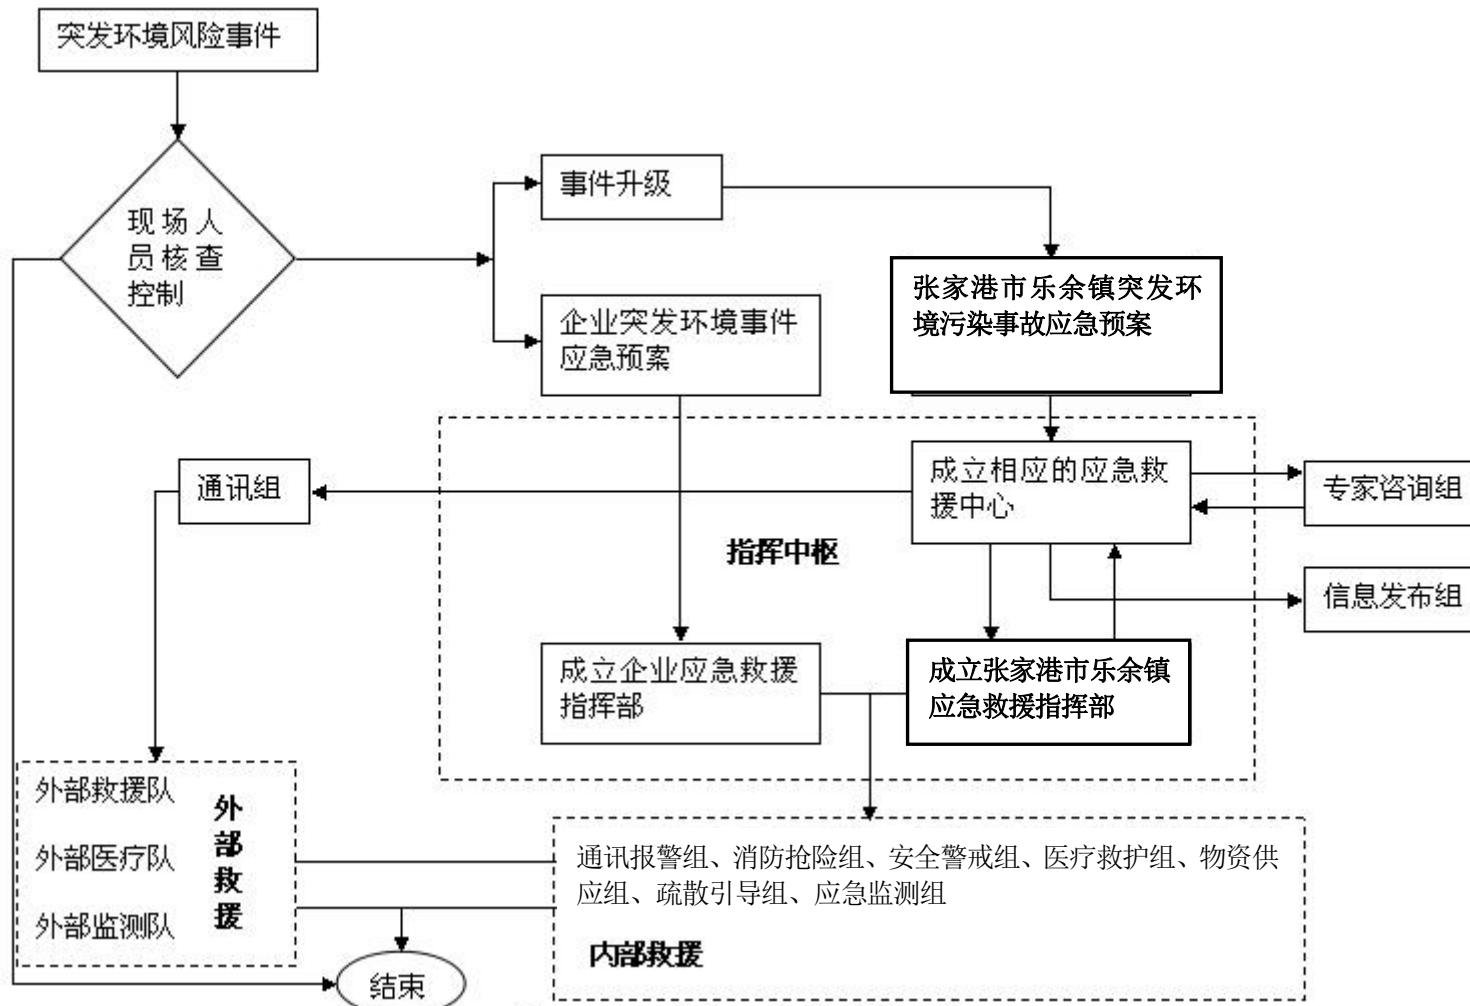 突发环境风险事件
现场人
员核查
控制
事件升级
企业突发环境事件
应急预案
张家港市乐余镇突发环
境污染事故应急预案
通讯组
成立相应的应急救
援中心
专家咨询组
指挥中枢
信息发布组
成立企业应急救援
指挥部
成立张家港市乐余镇
应急救援指挥部
外部救援队
外部医疗队
外部监测队
外
部
救
援
通讯报警组、消防抢险组、安全警戒组、医疗救护组、物资供
应组、疏散引导组、应急监测组
内部救援
结束